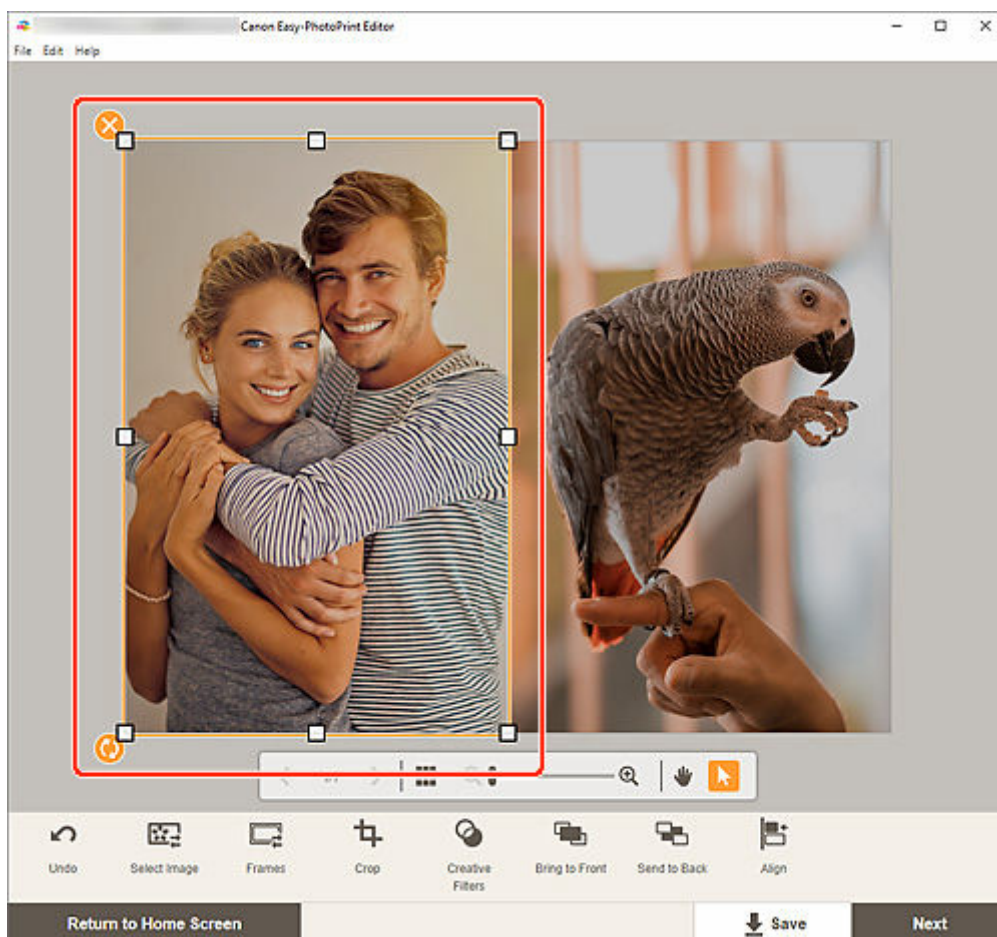 Canon Easy-PhotoPrint Editor
File Edit Help
Undo
Select Image
Frames
Crop
Creative Filters
Bring to Front
Send to Back
Align
Return to Home Screen
Save
Next